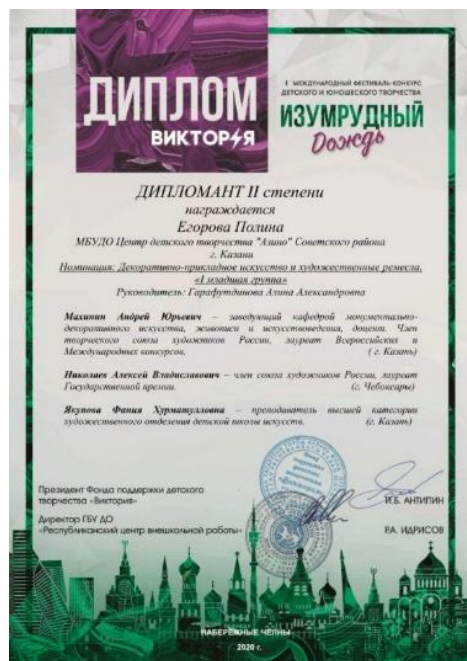 ДИПЛОМ
ВИКТОРИЯ
I МЕЖДУНАРОДНЫЙ ФЕСТИВАЛЬ-КОНКУРС
ДЕТСКОГО И ЮНОШЕСКОГО ТВОРЧЕСТВА
ИЗУМРУДНЫЙ
Дождь
ДИПЛОМАНТ II степени
награждается
Егорова Полина
МБУДО Центр детского творчества "Азино" Советского района
г. Казани
Номинация: Декоративно-прикладное искусство и художественные ремесла.
«I младшая группа»
Руководитель: Гарафутдинова Алина Александровна
Махинин Андрей Юрьевич – заведующий кафедрой монументально-
декоративного искусства, живописи и искусствоведения, доцент. Член
творческого союза художников России, лауреат Всероссийских и
Международных конкурсов. ( г. Казань)
Николаев Алексей Владиславович – член союза художников России, лауреат
Государственной премии. (г. Чебоксары)
Якупова Фания Хурматулловна – преподаватель высшей категории
художественного отделения детской школы искусств. (г. Казань)
Президент Фонда поддержки детского
творчества «Виктория»
И.Б. АНТИПИН
Директор ГБУ ДО
«Республиканский центр внешкольной работы»
Р.А. ИДРИСОВ
НАБЕРЕЖНЫЕ ЧЕЛНЫ
2020 г.